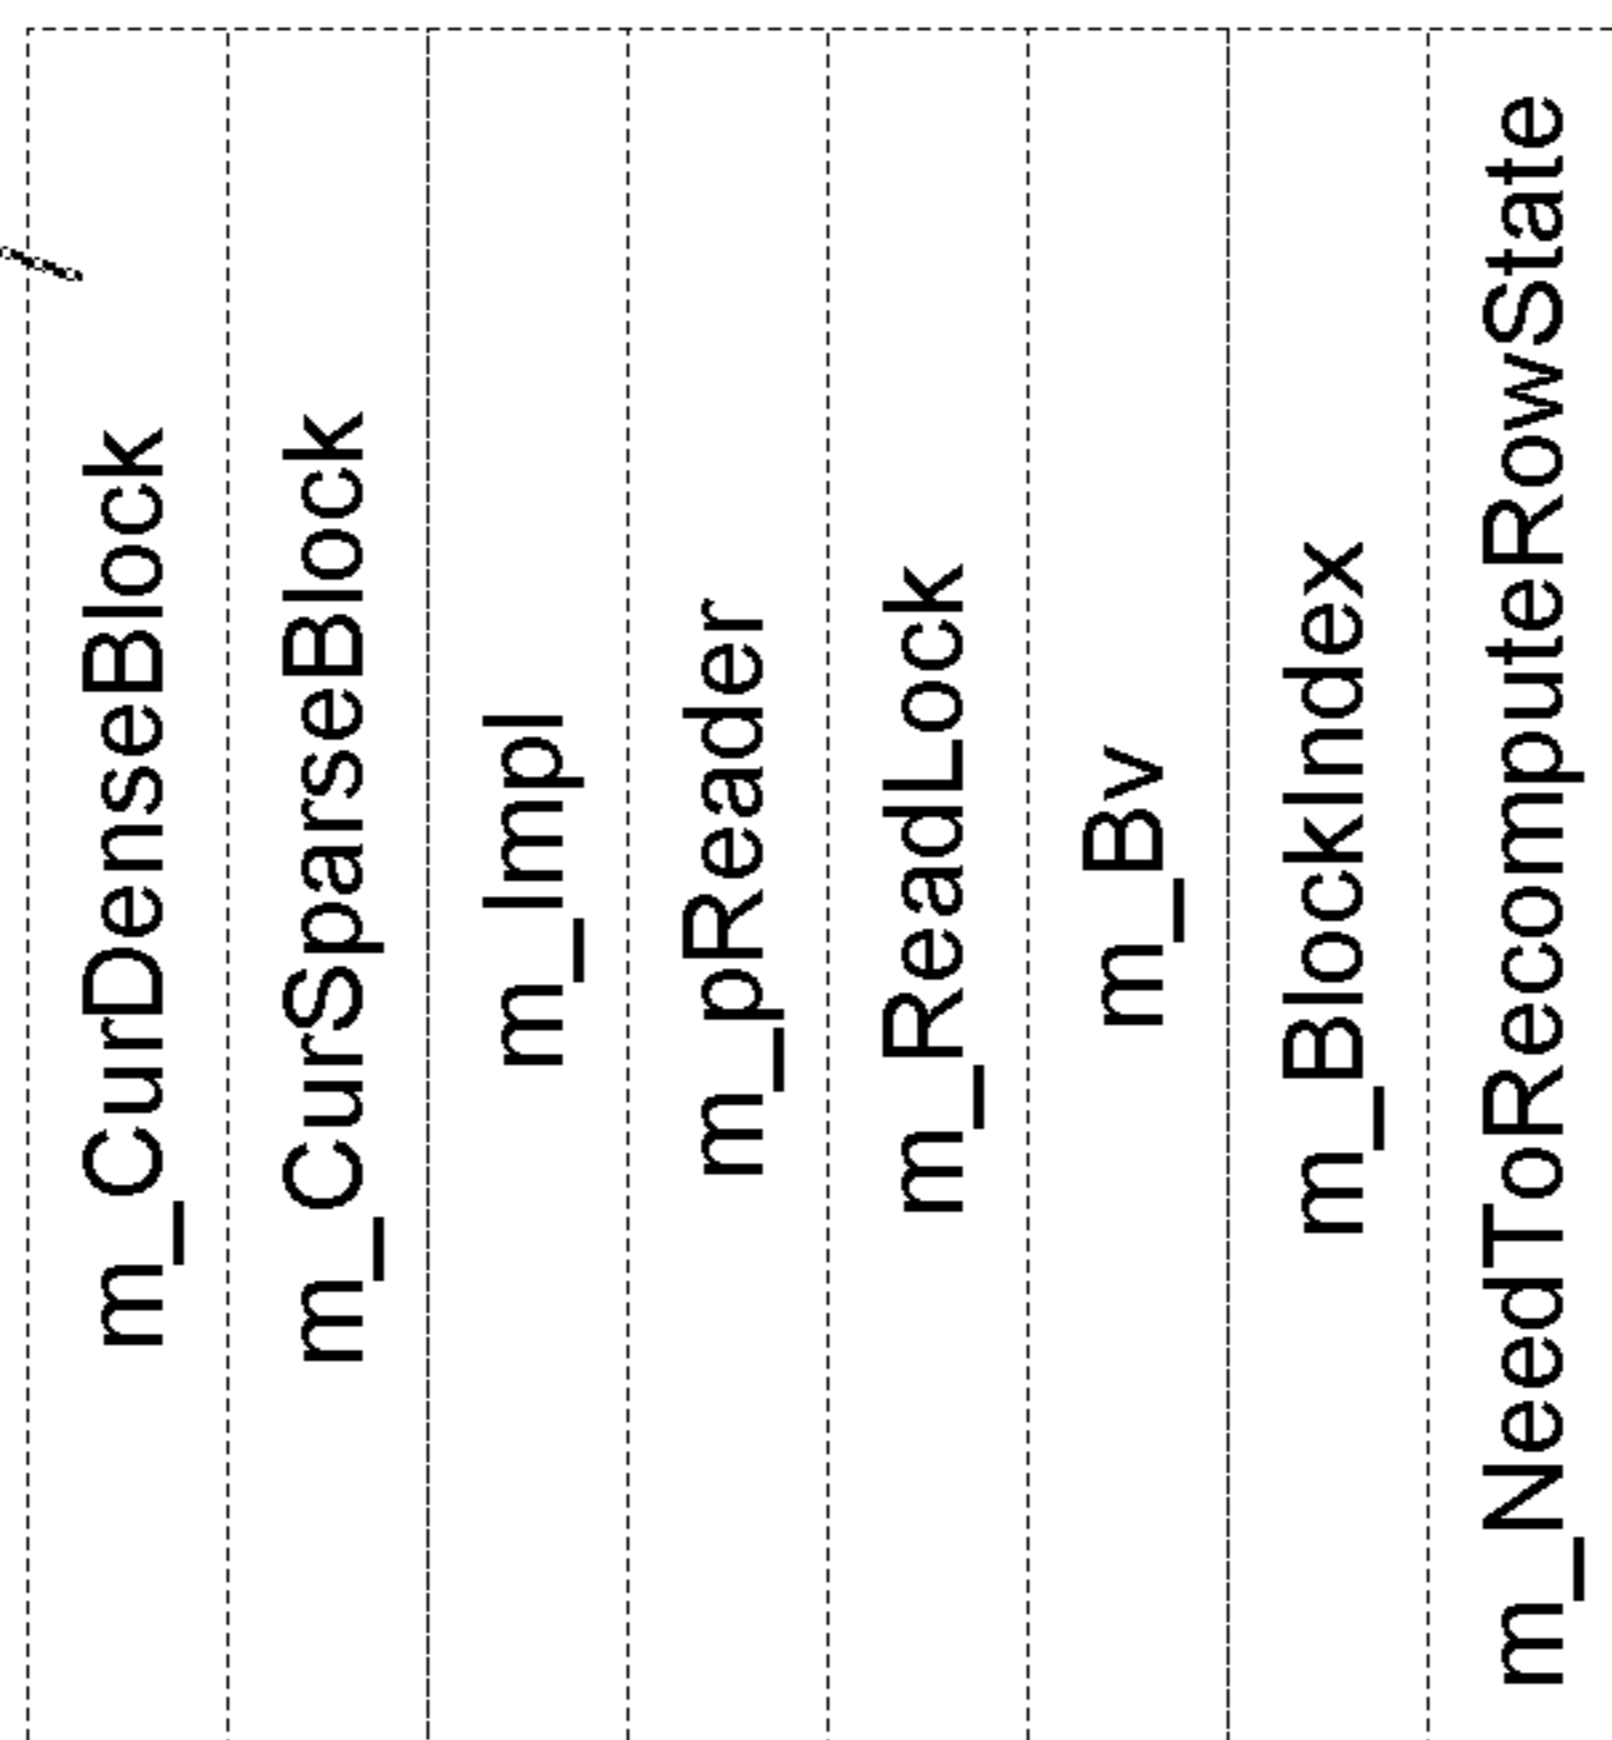 m_CurDenseBlock
m_CurSparseBlock
m_Impl
m_pReader
m_ReadLock
m_Bv
m_BlockIndex
m_NeedToRecomputeRowState